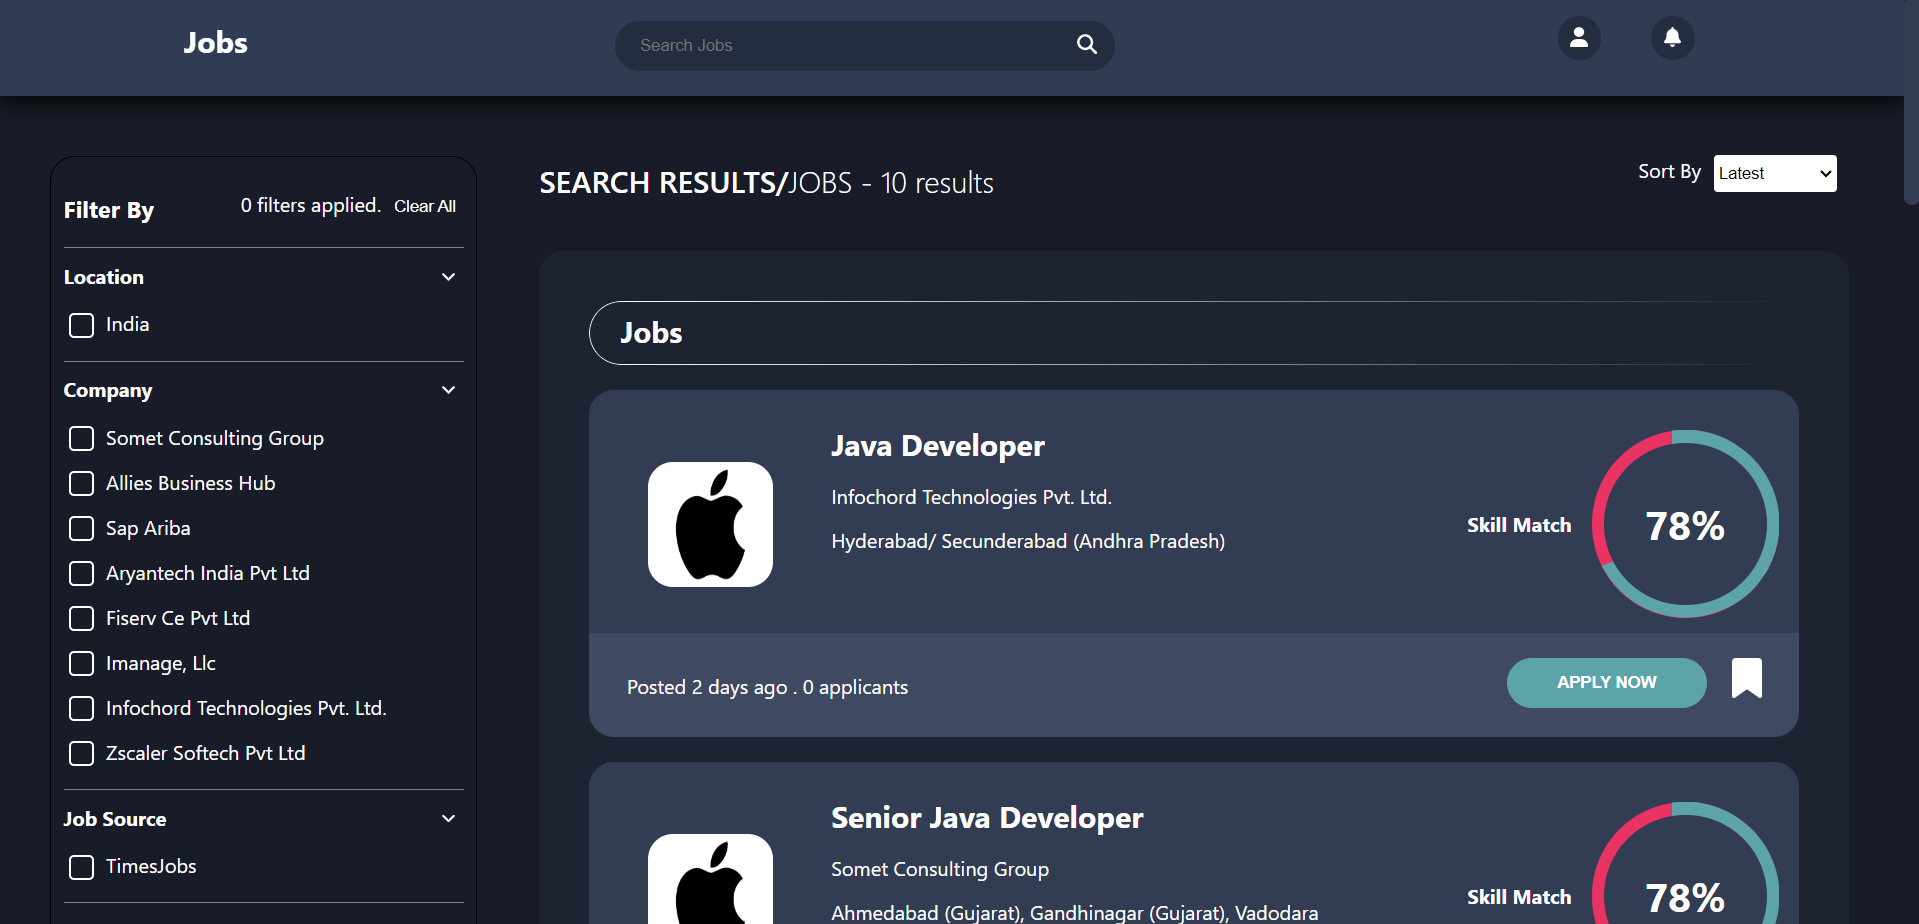 Jobs
Search Jobs
Filter By
0 filters applied. Clear All
Location
India
Company
Somet Consulting Group
Allies Business Hub
Sap Ariba
Aryantech India Pvt Ltd
Fiserv Ce Pvt Ltd
Imanage, Llc
Infochord Technologies Pvt. Ltd.
Zscaler Softech Pvt Ltd
Job Source
TimesJobs
SEARCH RESULTS/JOBS - 10 results
Sort By Latest
Jobs
Java Developer
Infochord Technologies Pvt. Ltd.
Hyderabad/ Secunderabad (Andhra Pradesh)
Skill Match
78%
Posted 2 days ago . 0 applicants
APPLY NOW
Senior Java Developer
Somet Consulting Group
Ahmedabad (Gujarat), Gandhinagar (Gujarat), Vadodara
Skill Match
78%